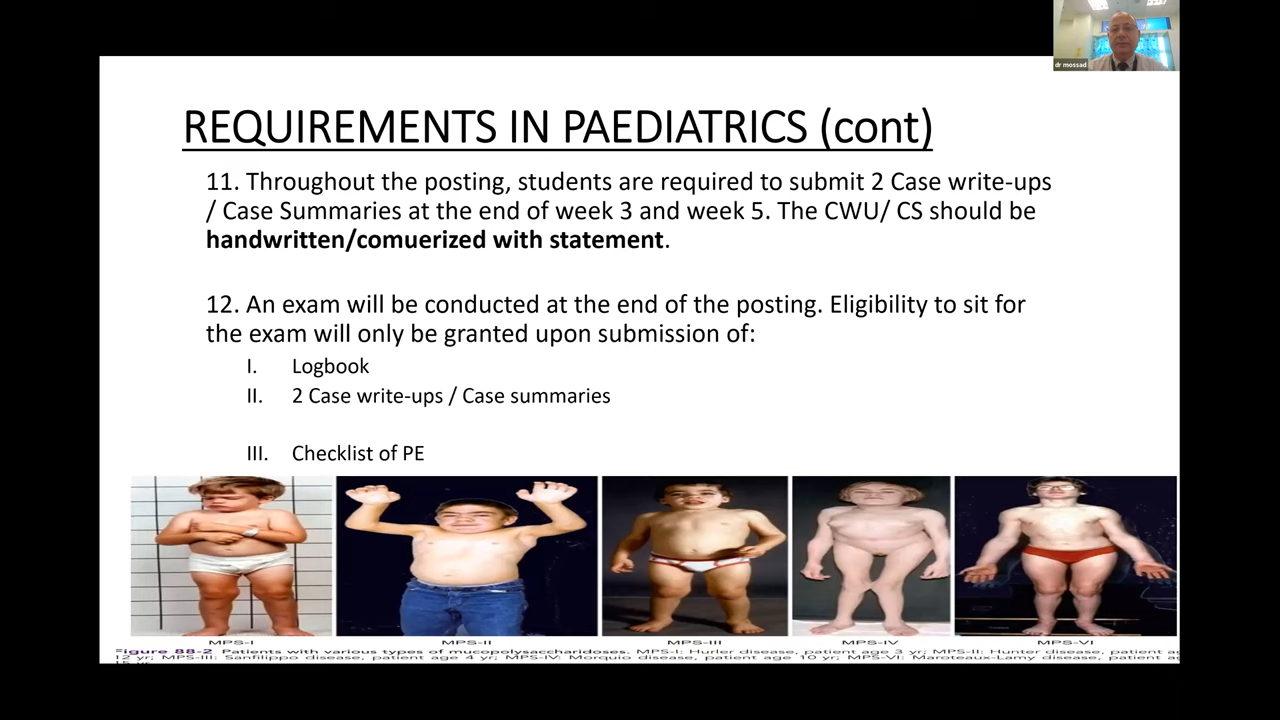 dr mossad
REQUIREMENTS IN PAEDIATRICS (cont)
11. Throughout the posting, students are required to submit 2 Case write-ups
/ Case Summaries at the end of week 3 and week 5. The CWU/ CS should be
handwritten/comuerized with statement.
12. An exam will be conducted at the end of the posting. Eligibility to sit for
the exam will only be granted upon submission of:
I. Logbook
II. 2 Case write-ups / Case summaries
III. Checklist of PE
MPS-I MPS-II MPS-III MPS-IV MPS-VI
Figure 88-2 Patients with various types of mucopolysaccharidoses. MPS-I: Hurler disease, patient age 3 yr; MPS-II: Hunter disease, patient
12 yr; MPS-III: Sanfilippo disease, patient age 4 yr; MPS-IV: Morquio disease, patient age 10 yr; MPS-VI: Maroteaux-Lamy disease, patient